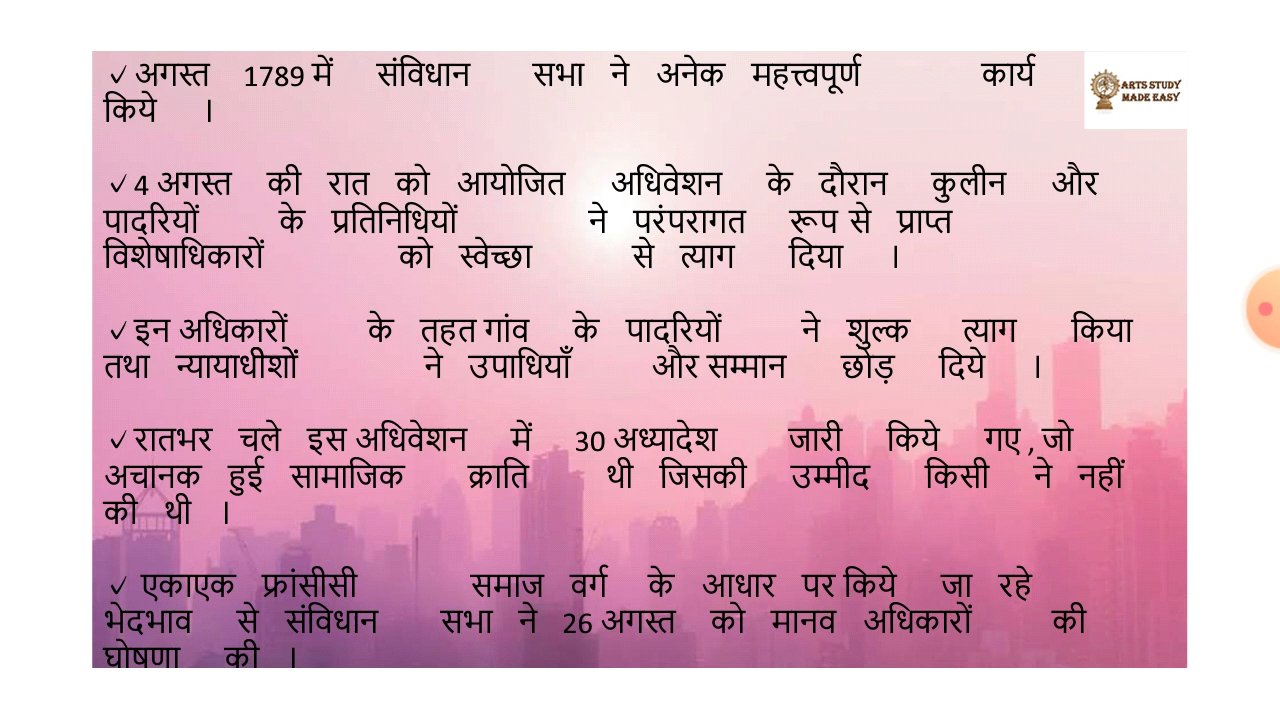 ✓ अगस्त 1789 में संविधान सभा ने अनेक महत्त्वपूर्ण कार्य
किये ।
ARTS STUDY
MADE EASY
✓ 4 अगस्त की रात को आयोजित अधिवेशन के दौरान कुलीन और
पादरियों के प्रतिनिधियों ने परंपरागत रूप से प्राप्त
विशेषाधिकारों को स्वेच्छा से त्याग दिया ।
✓ इन अधिकारों के तहत गांव के पादरियों ने शुल्क त्याग किया
तथा न्यायाधीशों ने उपाधियाँ और सम्मान छोड़ दिये ।
✓ रातभर चले इस अधिवेशन में 30 अध्यादेश जारी किये गए , जो
अचानक हुई सामाजिक क्राति थी जिसकी उम्मीद किसी ने नहीं
की थी ।
✓ एकाएक फ्रांसीसी समाज वर्ग के आधार पर किये जा रहे
भेदभाव से संविधान सभा ने 26 अगस्त को मानव अधिकारों की
घोषणा की ।